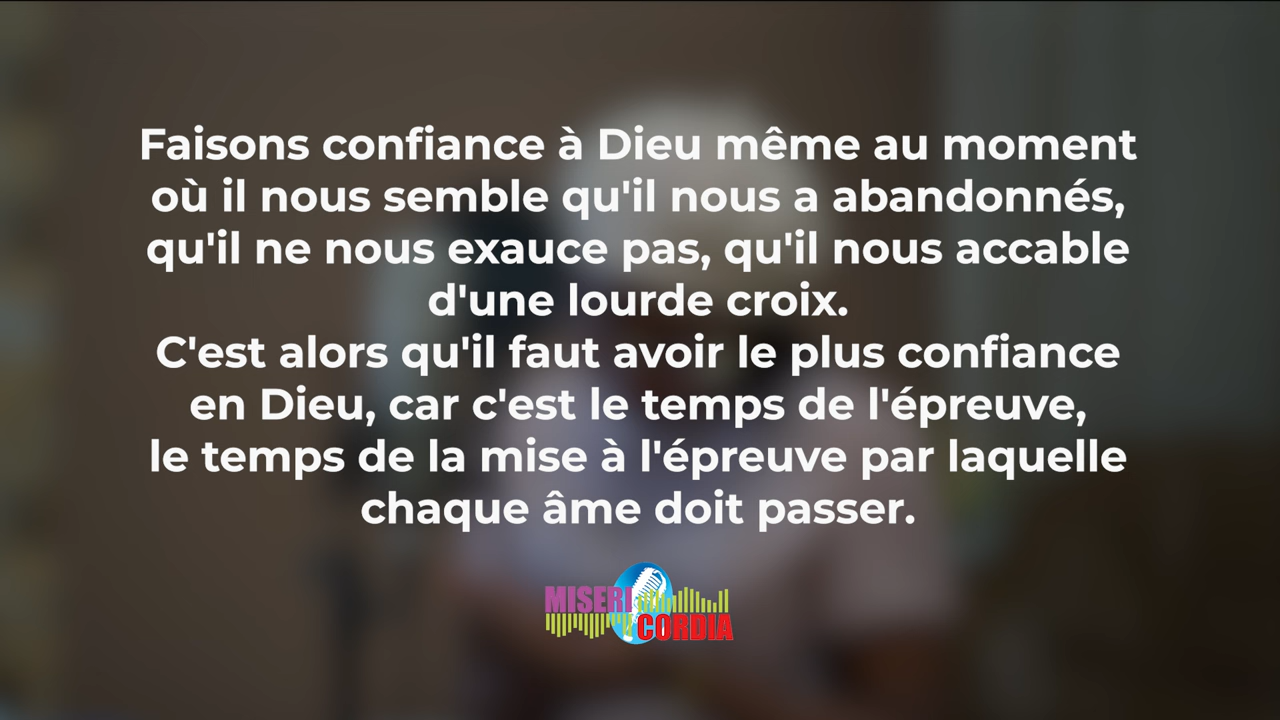 Faisons confiance à Dieu même au moment
où il nous semble qu'il nous a abandonnés,
qu'il ne nous exauce pas, qu'il nous accable
d'une lourde croix.
C'est alors qu'il faut avoir le plus confiance
en Dieu, car c'est le temps de l'épreuve,
le temps de la mise à l'épreuve par laquelle
chaque âme doit passer.
MISERI
CORDIA